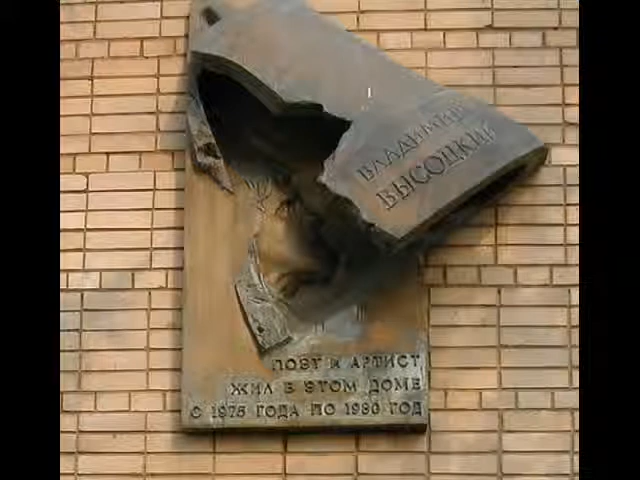 ВЛАДИМИР
ВЫСОЦКИЙ
ПОЭТ И АРТИСТ
ЖИЛ В ЭТОМ ДОМЕ
С 1975 ГОДА ПО 1980 ГОД